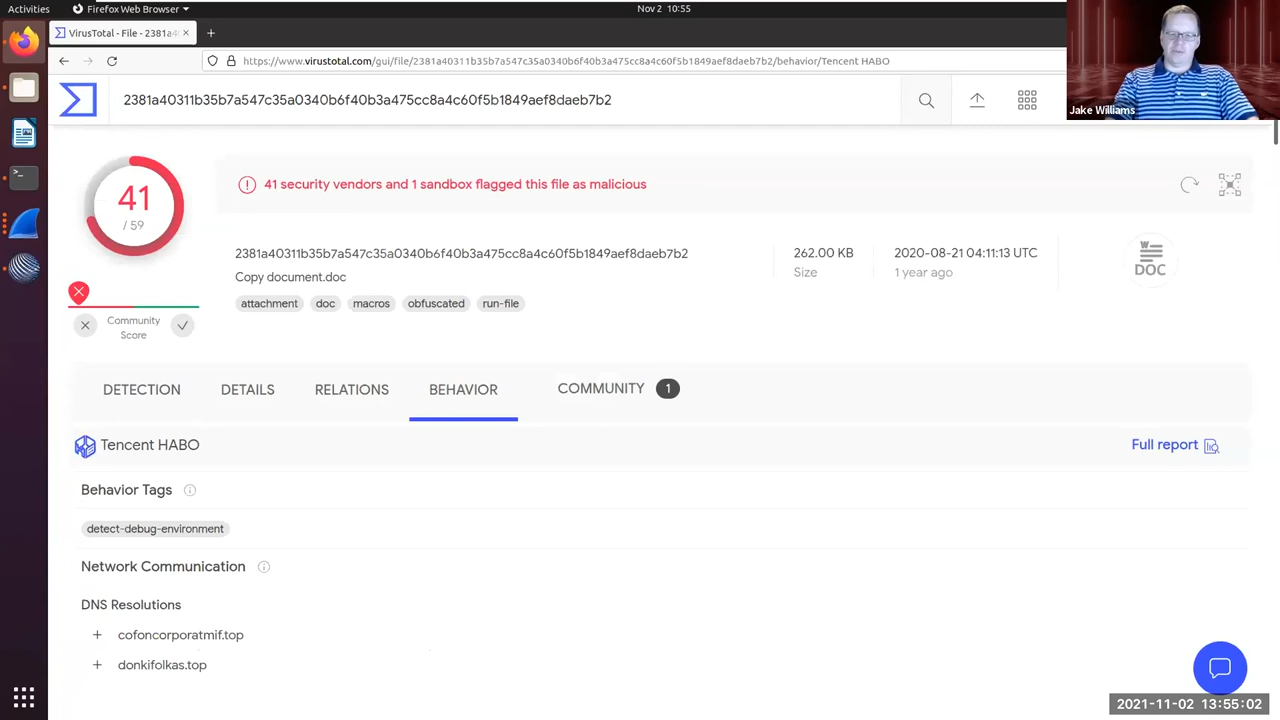 Activities
Firefox Web Browser
Nov 2 10:55
VirusTotal - File - 2381a4
https://www.virustotal.com/gui/file/2381a40311b35b7a547c35a0340b6f40b3a475cc8a4c60f5b1849aef8daeb7b2/behavior/Tencent HABO
2381a40311b35b7a547c35a0340b6f40b3a475cc8a4c60f5b1849aef8daeb7b2
Jake Williams
41
/ 59
41 security vendors and 1 sandbox flagged this file as malicious
2381a40311b35b7a547c35a0340b6f40b3a475cc8a4c60f5b1849aef8daeb7b2
Copy document.doc
262.00 KB
Size
2020-08-21 04:11:13 UTC
1 year ago
W
DOC
attachment doc macros obfuscated run-file
Community
Score
DETECTION DETAILS RELATIONS BEHAVIOR COMMUNITY 1
Tencent HABO
Full report
Behavior Tags
detect-debug-environment
Network Communication
DNS Resolutions
+ cofoncorporatmif.top
+ donkifolkas.top
2021-11-02 13:55:02